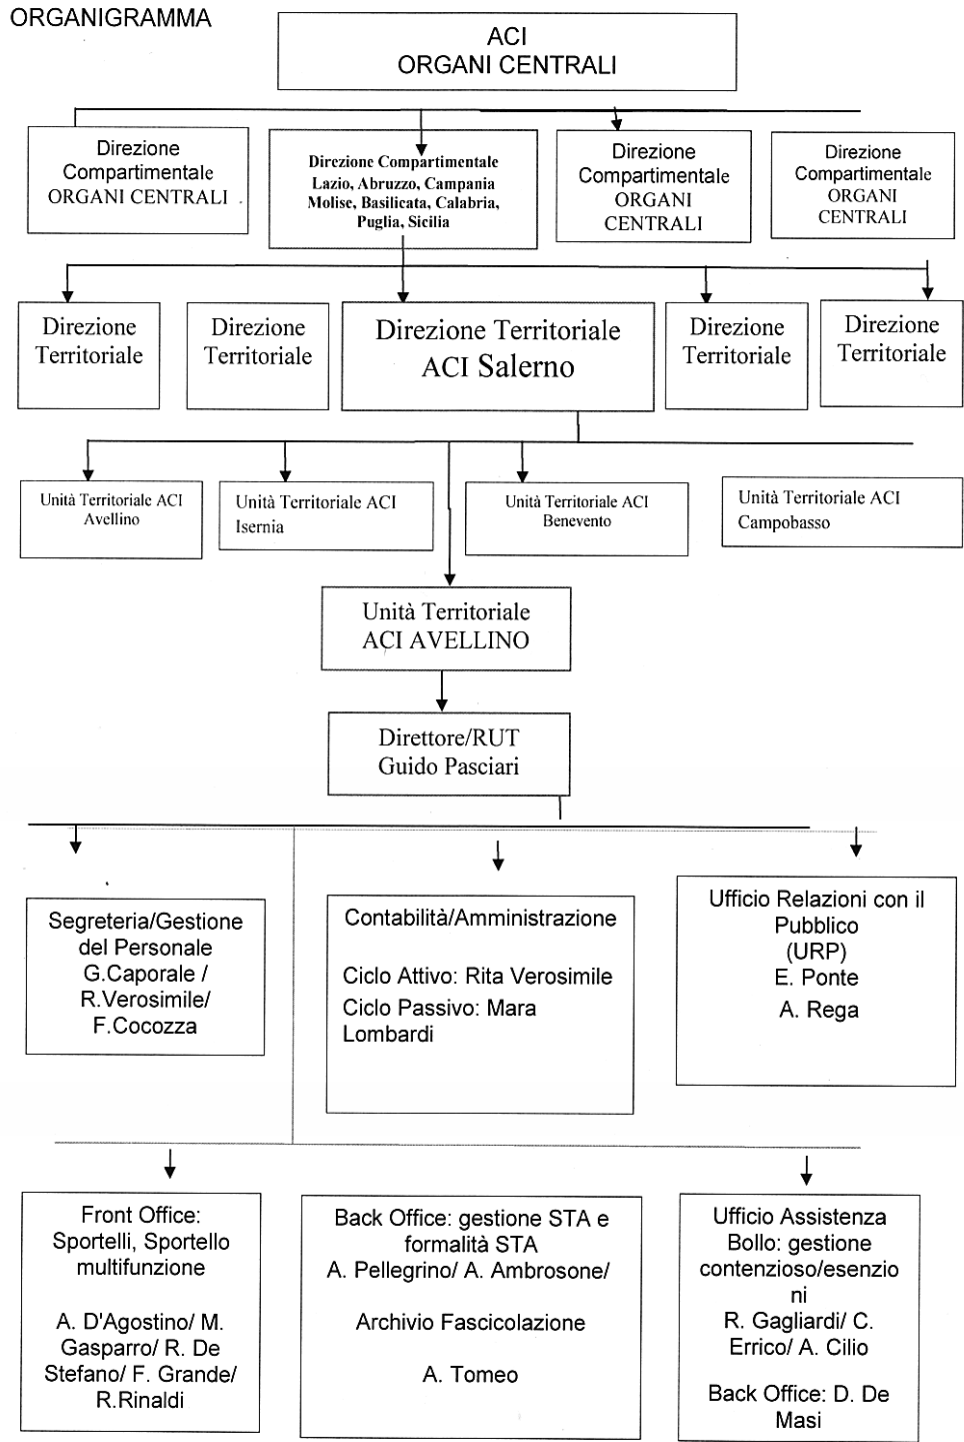 ORGANIGRAMMA
ACI
ORGANI CENTRALI
Direzione
Compartimentale
ORGANI CENTRALI
Direzione Compartimentale
Lazio, Abruzzo, Campania
Molise, Basilicata, Calabria,
Puglia, Sicilia
Direzione
Compartimentale
ORGANI
CENTRALI
Direzione
Compartimentale
ORGANI
CENTRALI
Direzione
Territoriale
Direzione
Territoriale
Direzione Territoriale
ACI Salerno
Direzione
Territoriale
Direzione
Territoriale
Unità Territoriale ACI
Avellino
Unità Territoriale ACI
Isernia
Unità Territoriale ACI
Benevento
Unità Territoriale ACI
Campobasso
Unità Territoriale
ACI AVELLINO
Direttore/RUT
Guido Pasciari
Segreteria/Gestione
del Personale
G.Caporale /
R.Verosimile/
F.Cocozza
Contabilità/Amministrazione
Ciclo Attivo: Rita Verosimile
Ciclo Passivo: Mara
Lombardi
Ufficio Relazioni con il
Pubblico
(URP)
E. Ponte
A. Rega
Front Office:
Sportelli, Sportello
multifunzione
A. D'Agostino/ M.
Gasparro/ R. De
Stefano/ F. Grande/
R.Rinaldi
Back Office: gestione STA e
formalità STA
A. Pellegrino/ A. Ambrosone/
Archivio Fascicolazione
A. Tomeo
Ufficio Assistenza
Bollo: gestione
contenzioso/esenzio
ni
R. Gagliardi/ C.
Errico/ A. Cilio
Back Office: D. De
Masi